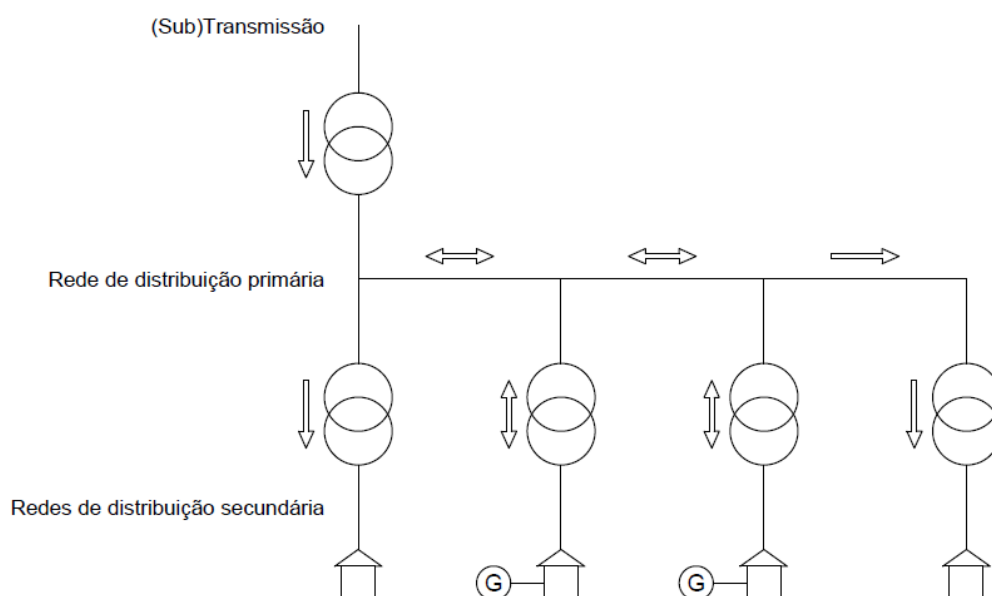 (Sub)Transmissão
Rede de distribuição primária
Redes de distribuição secundária
G
G